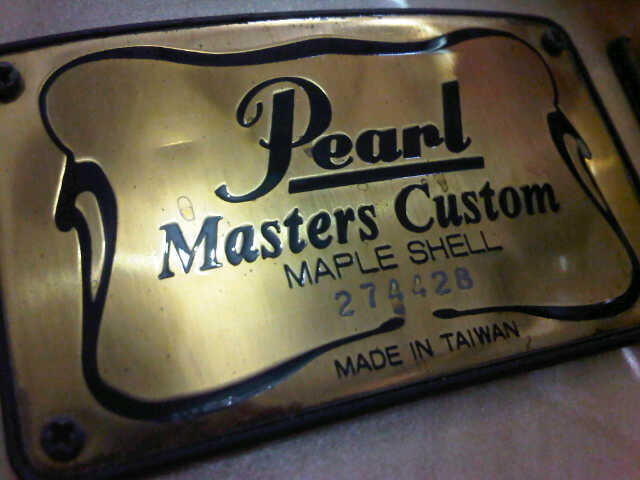 Pearl
Masters Custom
MAPLE SHELL
274428
MADE IN TAIWAN